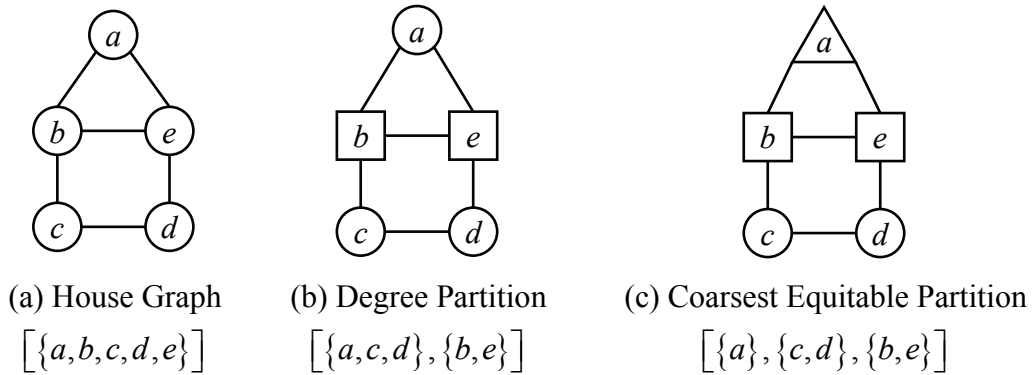 a
b
e
c
d
(a) House Graph
[{a,b,c,d,e}]
a
b
e
c
d
(b) Degree Partition
[{a,c,d},{b,e}]
a
b
e
c
d
(c) Coarsest Equitable Partition
[{a},{c,d},{b,e}]